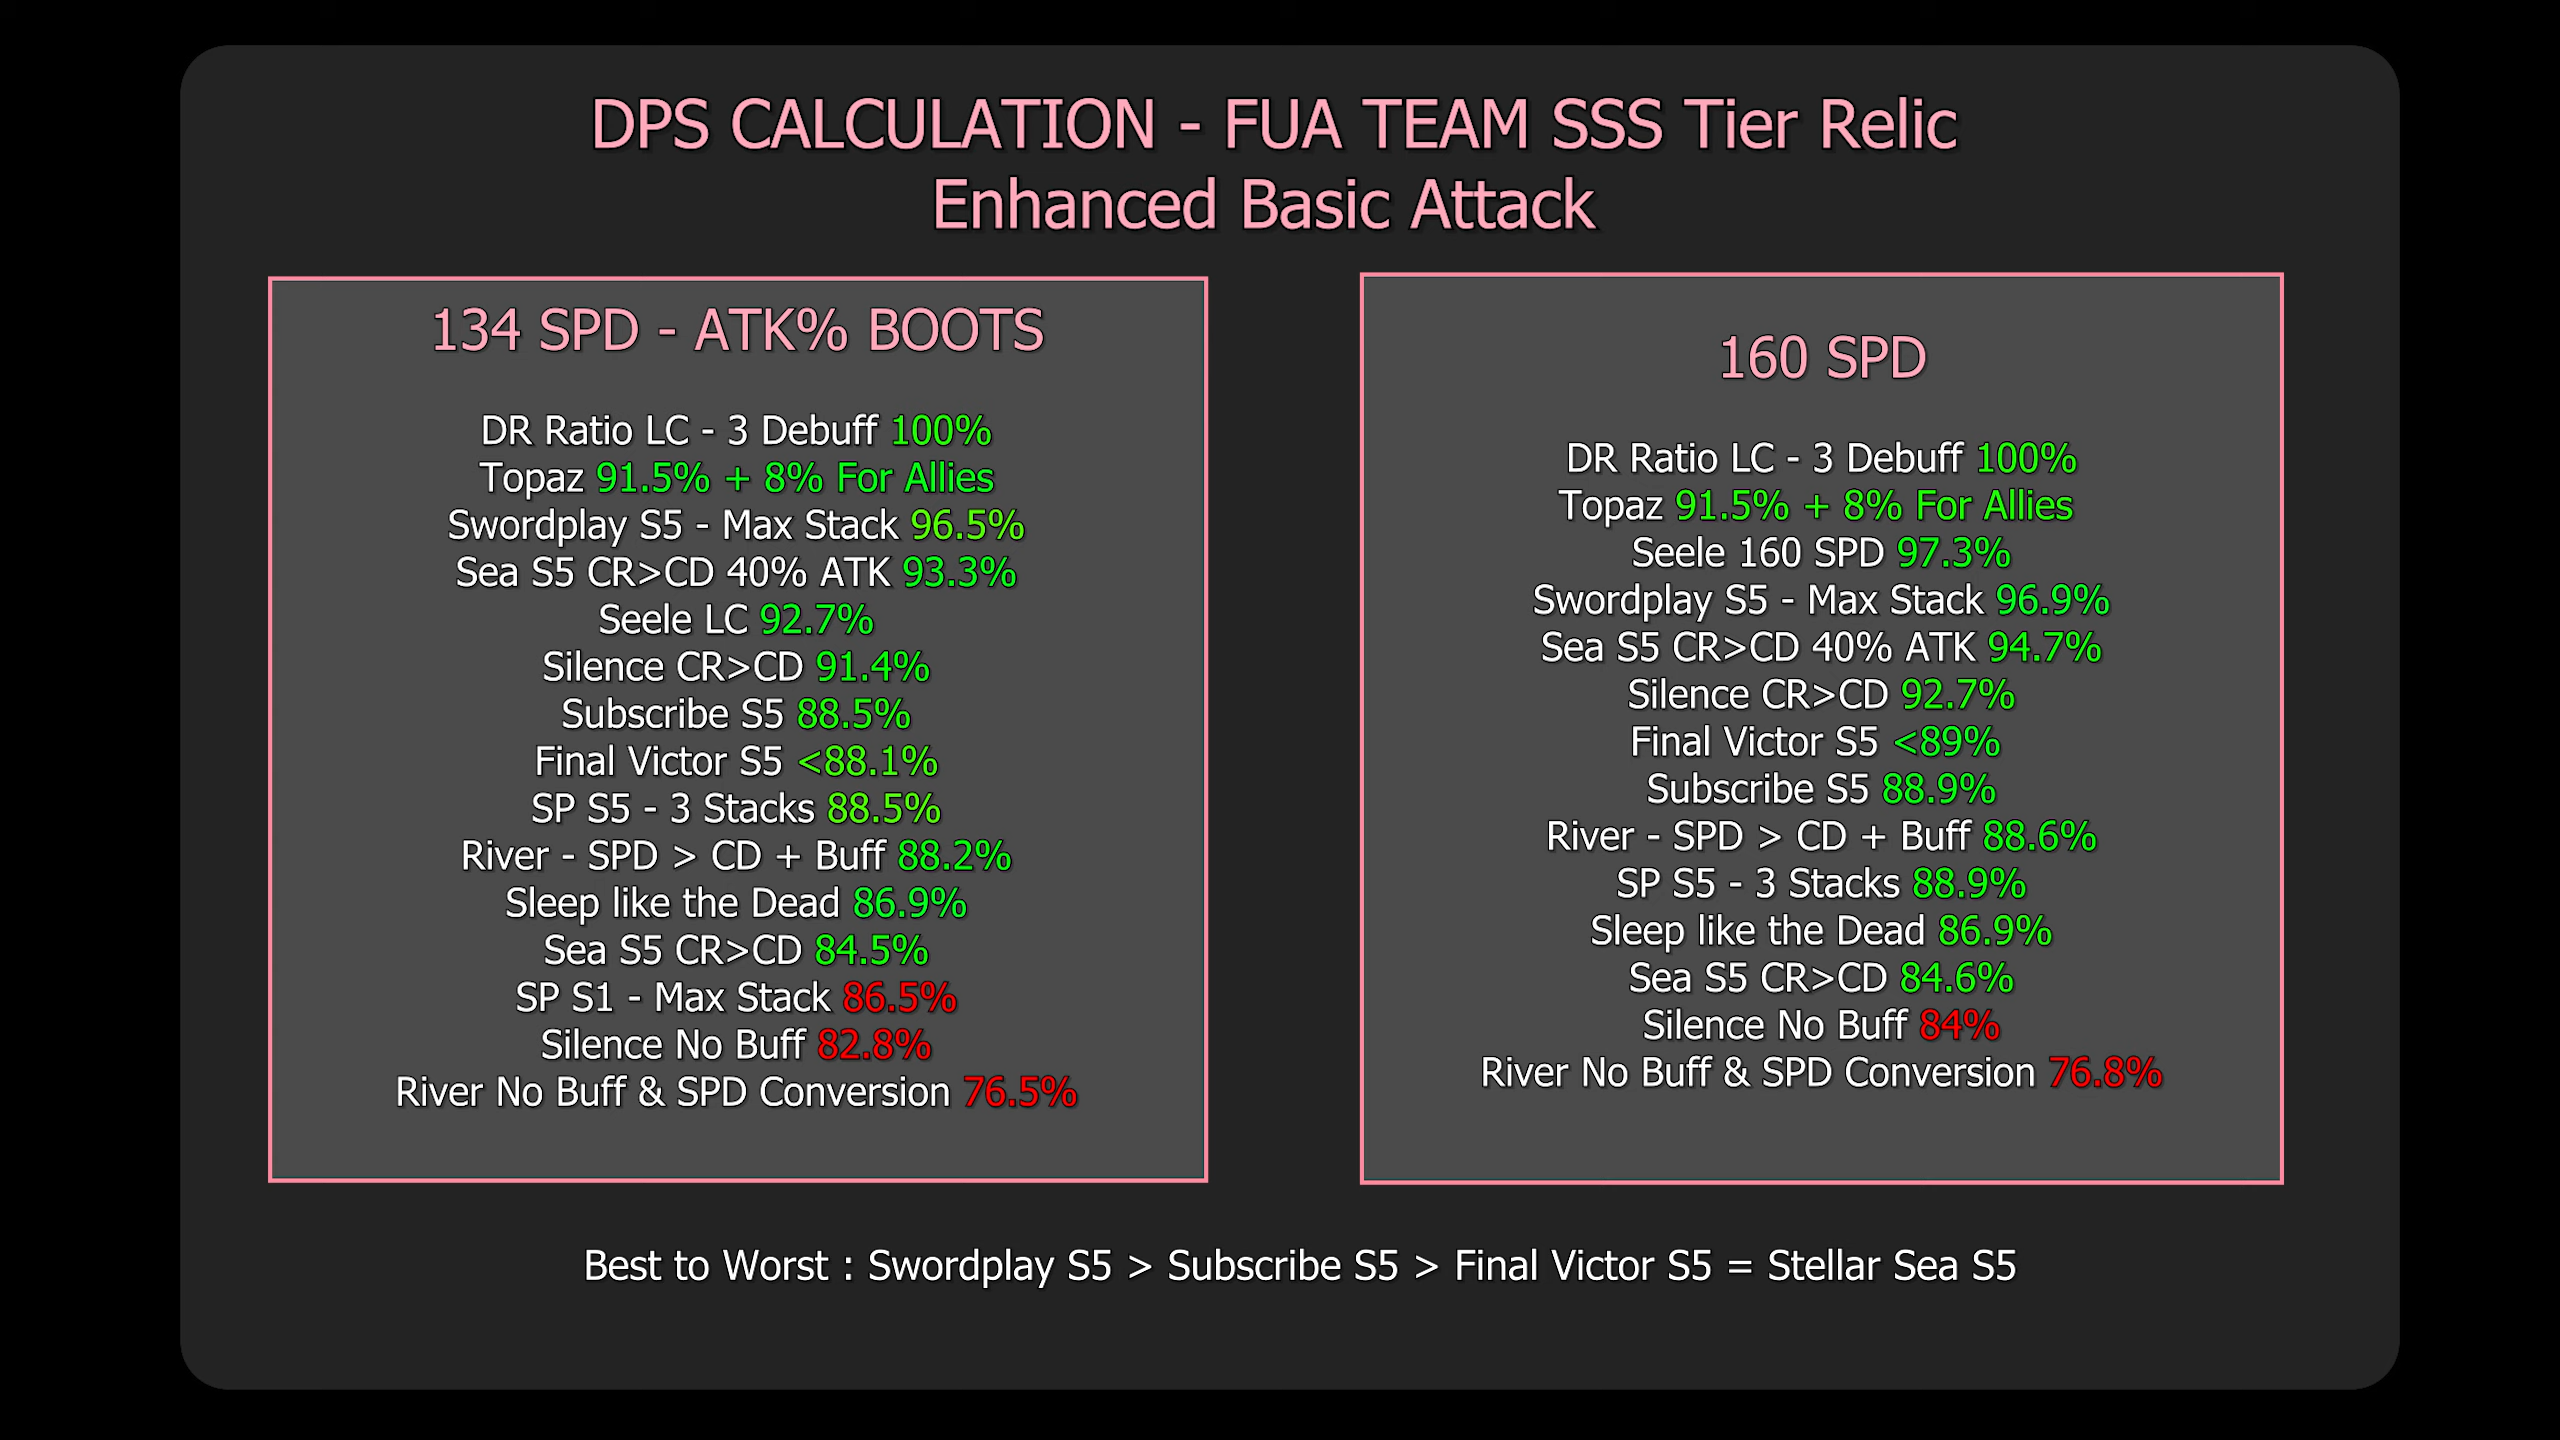 DPS CALCULATION - FUA TEAM SSS Tier Relic
Enhanced Basic Attack
134 SPD - ATK% BOOTS
DR Ratio LC - 3 Debuff 100%
Topaz 91.5% + 8% For Allies
Swordplay S5 - Max Stack 96.5%
Sea S5 CR>CD 40% ATK 93.3%
Seele LC 92.7%
Silence CR>CD 91.4%
Subscribe S5 88.5%
Final Victor S5 <88.1%
SP S5 - 3 Stacks 88.5%
River - SPD > CD + Buff 88.2%
Sleep like the Dead 86.9%
Sea S5 CR>CD 84.5%
SP S1 - Max Stack 86.5%
Silence No Buff 82.8%
River No Buff & SPD Conversion 76.5%
160 SPD
DR Ratio LC - 3 Debuff 100%
Topaz 91.5% + 8% For Allies
Seele 160 SPD 97.3%
Swordplay S5 - Max Stack 96.9%
Sea S5 CR>CD 40% ATK 94.7%
Silence CR>CD 92.7%
Final Victor S5 <89%
Subscribe S5 88.9%
River - SPD > CD + Buff 88.6%
SP S5 - 3 Stacks 88.9%
Sleep like the Dead 86.9%
Sea S5 CR>CD 84.6%
Silence No Buff 84%
River No Buff & SPD Conversion 76.8%
Best to Worst : Swordplay S5 > Subscribe S5 > Final Victor S5 = Stellar Sea S5